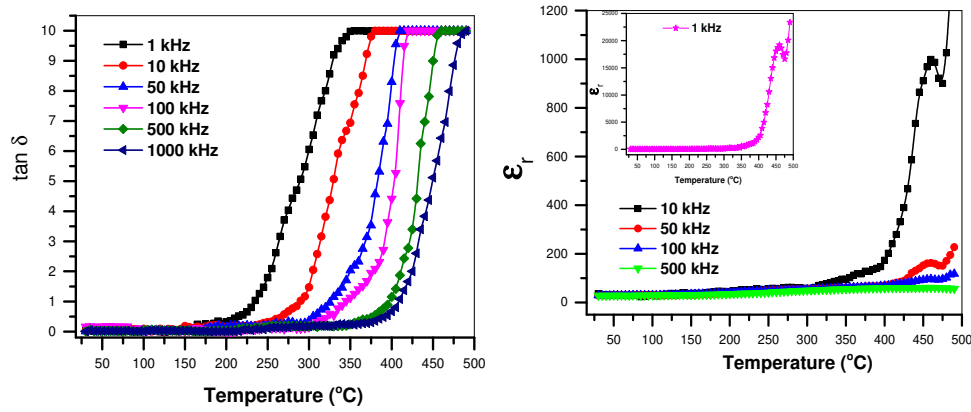 10
9
8
7
6
5
4
3
2
1
0
tan δ
1 kHz
10 kHz
50 kHz
100 kHz
500 kHz
1000 kHz
50 100 150 200 250 300 350 400 450 500
Temperature (°C)
1200
1000
800
600
400
200
0
εr
10 kHz
50 kHz
100 kHz
500 kHz
50 100 150 200 250 300 350 400 450 500
Temperature (°C)
25000
20000
15000
10000
5000
0
εr
1 kHz
50 100 150 200 250 300 350 400 450 500
Temperature (°C)